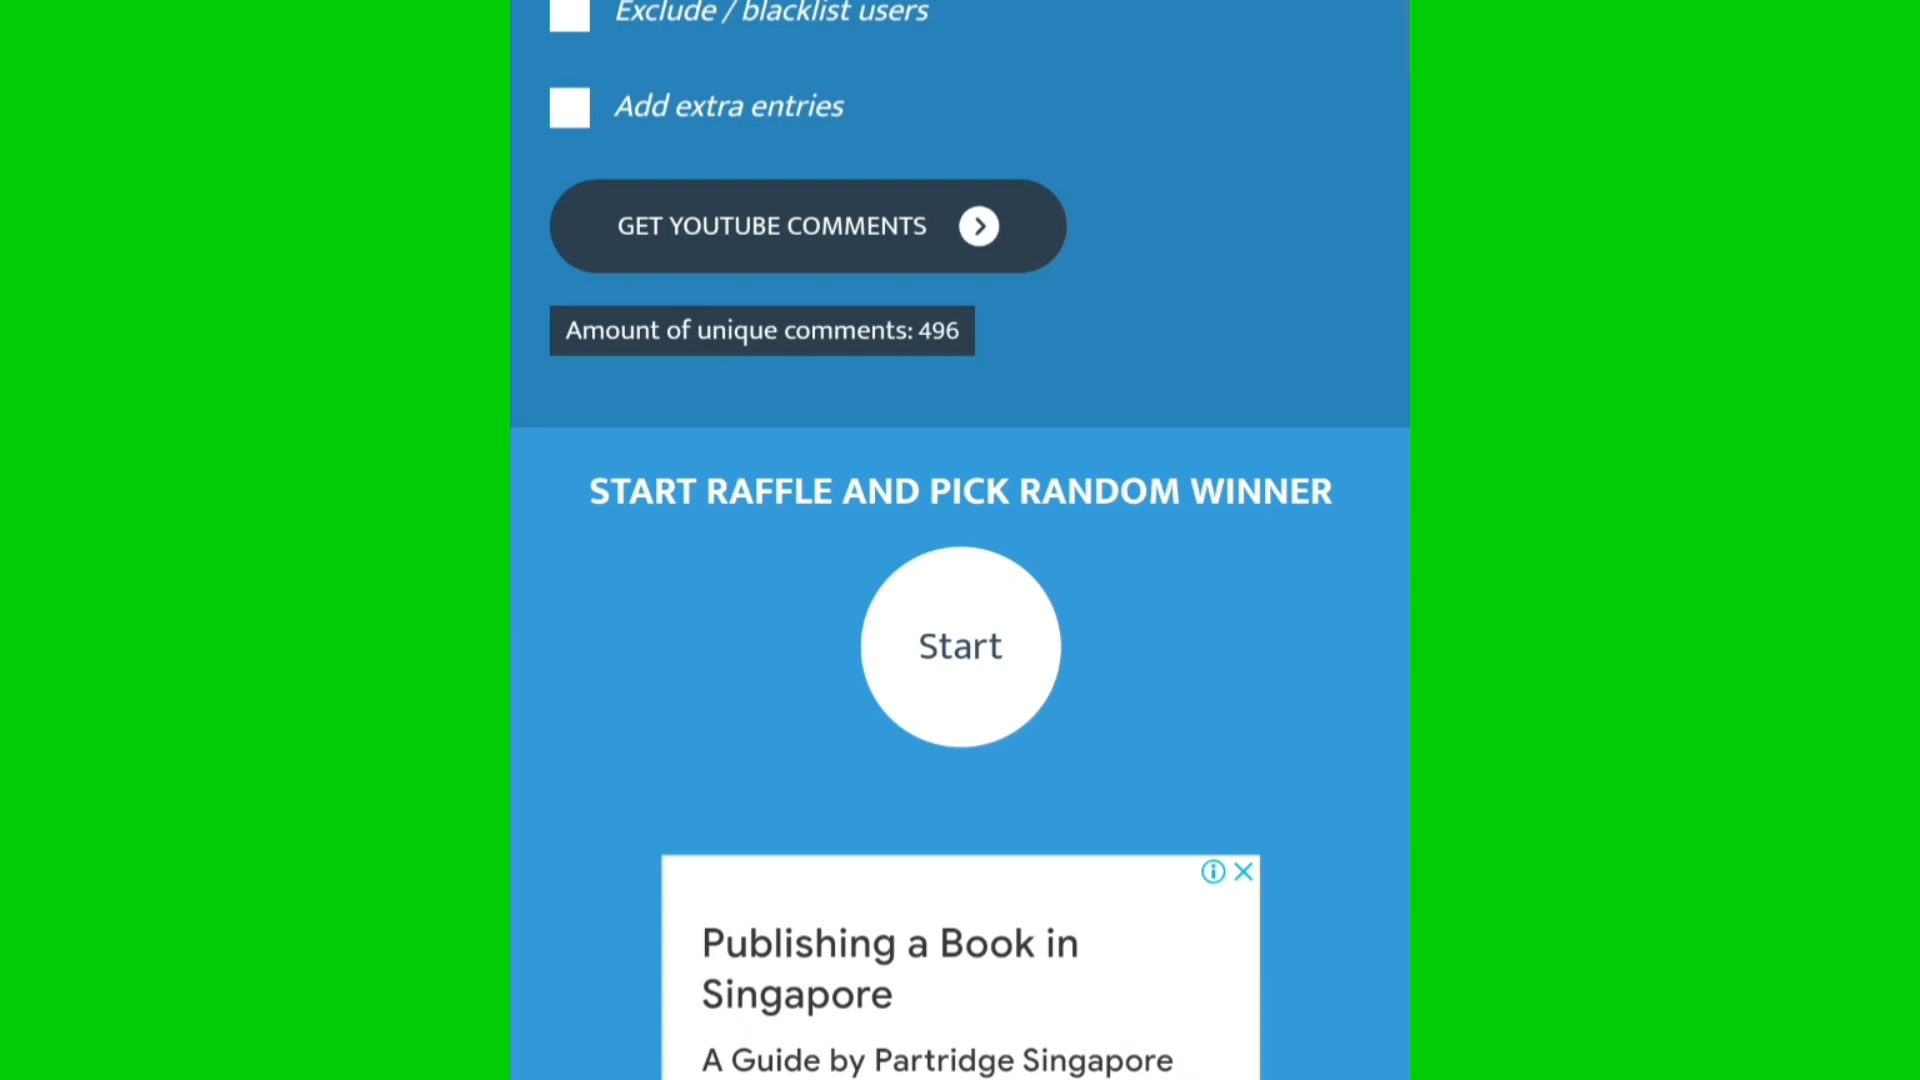 Exclude / blacklist users
Add extra entries
GET YOUTUBE COMMENTS
Amount of unique comments: 496
START RAFFLE AND PICK RANDOM WINNER
Start
Publishing a Book in
Singapore
A Guide by Partridge Singapore